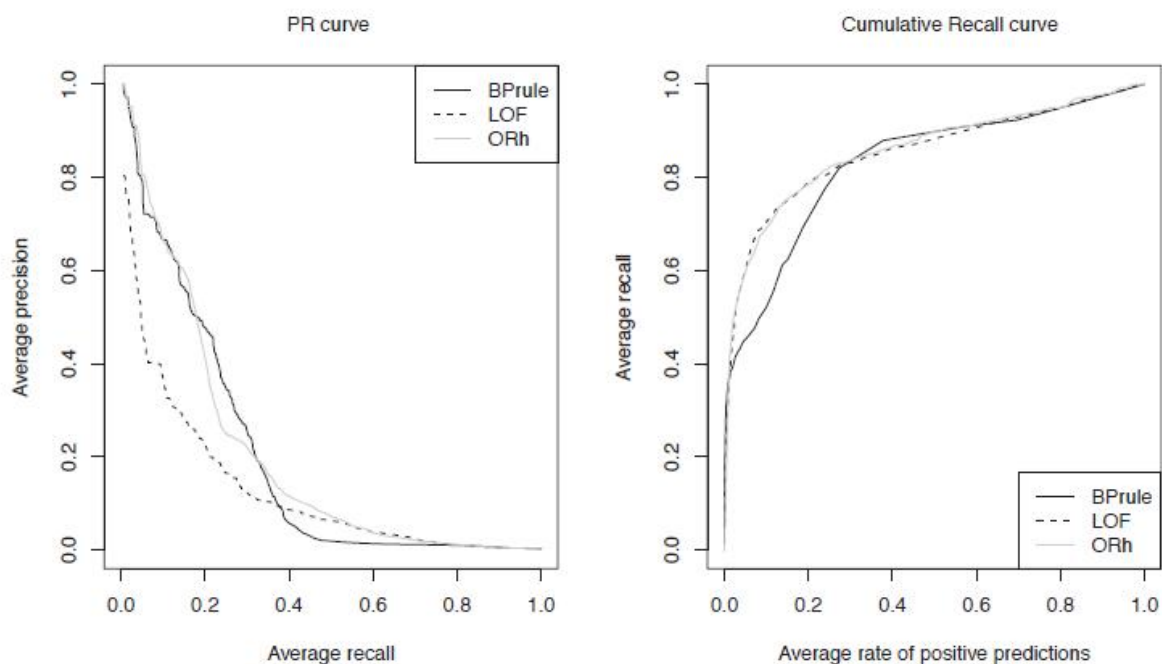 PR curve
BPrule
LOF
ORh
Average precision
0.0
0.2
0.4
0.6
0.8
1.0
0.0 0.2 0.4 0.6 0.8 1.0
Average recall
Cumulative Recall curve
BPrule
LOF
ORh
Average recall
0.0
0.2
0.4
0.6
0.8
1.0
0.0 0.2 0.4 0.6 0.8 1.0
Average rate of positive predictions